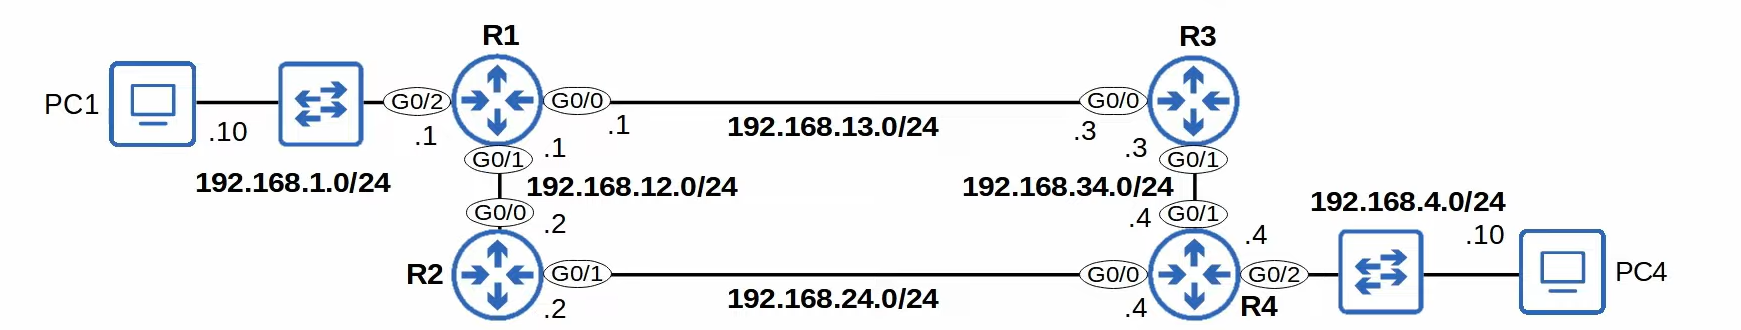 R1
R3
PC1
G0/2
G0/0
G0/0
.10
.1
.1
192.168.13.0/24
.3
G0/1
.1
.3
G0/1
192.168.1.0/24
192.168.12.0/24
192.168.34.0/24
192.168.4.0/24
G0/0
.2
.4
G0/1
.4
.10
R2
G0/1
G0/0
G0/2
PC4
.2
192.168.24.0/24
.4
R4